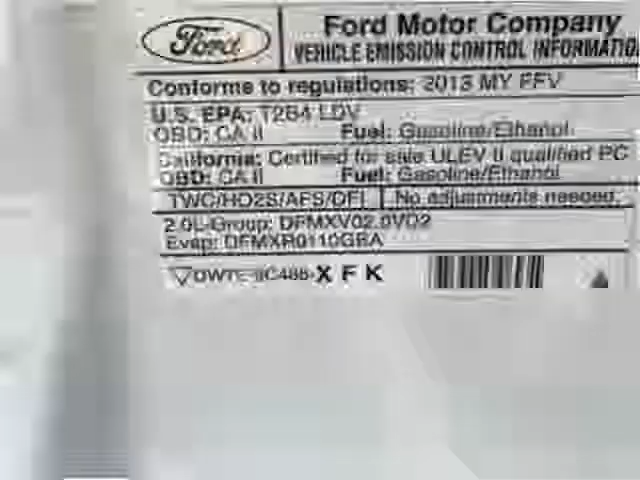 Ford
Ford Motor Company
VEHICLE EMISSION CONTROL INFORMATION
Conforms to regulations: 2013 MY FFV
U.S. EPA: T2B4 LDV
OBD: CA II Fuel: Gasoline/Ethanol
California: Certified for sale ULEV II qualified PC
OBD: CA II Fuel: Gasoline/Ethanol
TWC/HO2S/AFS/DFI No adjustments needed.
2.0L-Group: DFMXV02.0VD2
Evap:
X F K